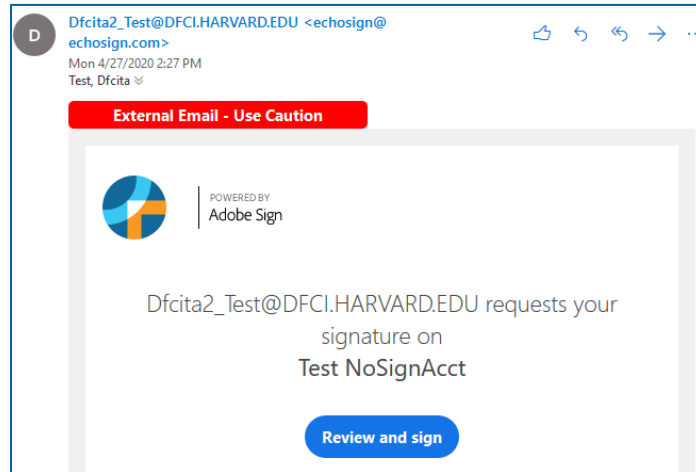 D
Dfcita2_Test@DFCI.HARVARD.EDU <echosign@
echosign.com>
Mon 4/27/2020 2:27 PM
Test, Dfcita
External Email - Use Caution
POWERED BY
Adobe Sign
Dfcita2_Test@DFCI.HARVARD.EDU requests your
signature on
Test NoSignAcct
Review and sign